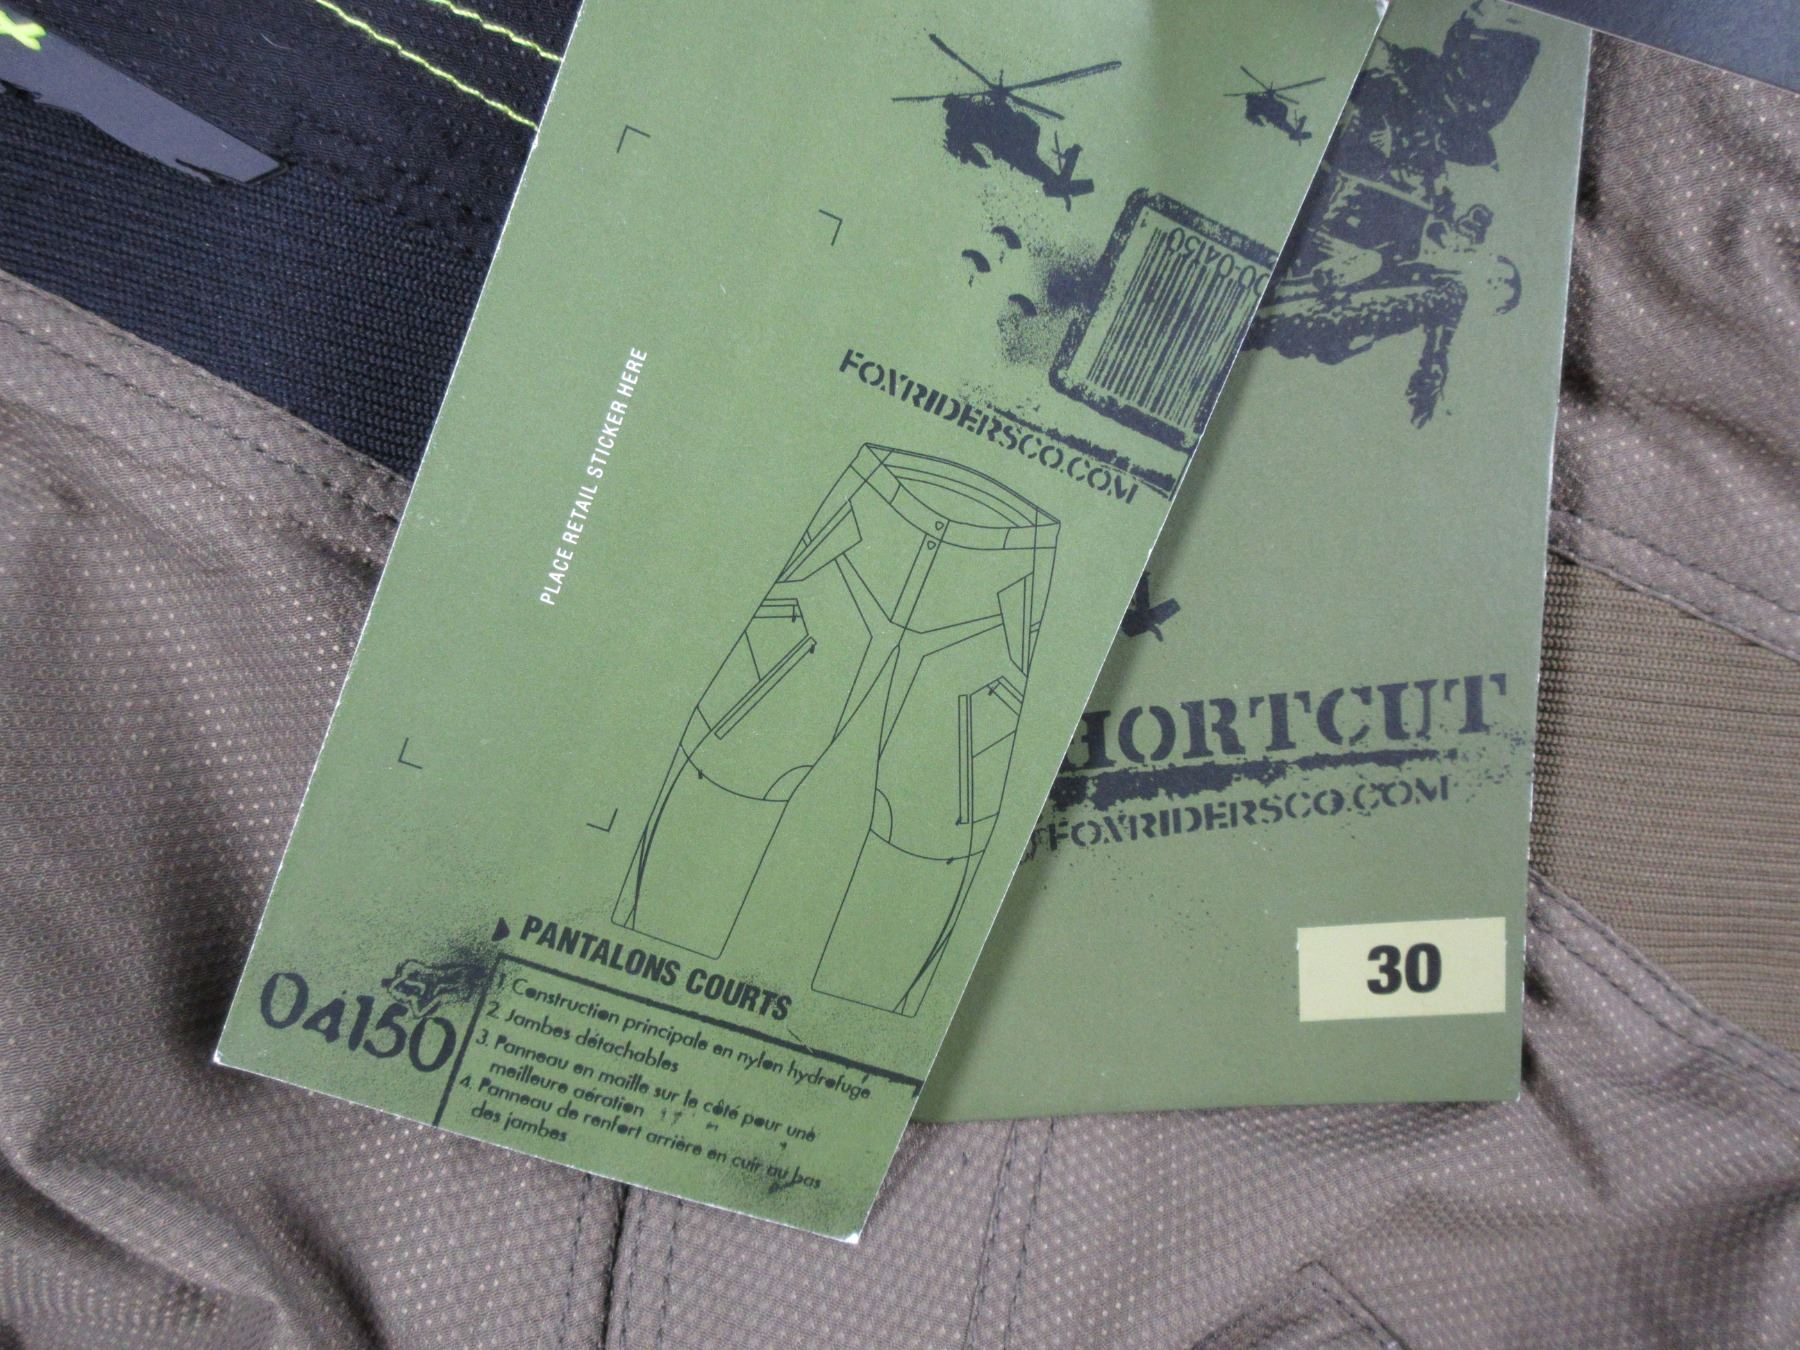 00-04150
FOXRIDERSCO.COM
PLACE RETAIL STICKER HERE
HORTCUT
FOXRIDERSCO.COM
30
PANTALONS COURTS
04150
1. Construction principale en nylon hydrofugé
2. Jambes détachables
3. Panneau en maille sur le côté pour une
meilleure aération
4. Panneau de renfort arrière en cuir au bas
des jambes